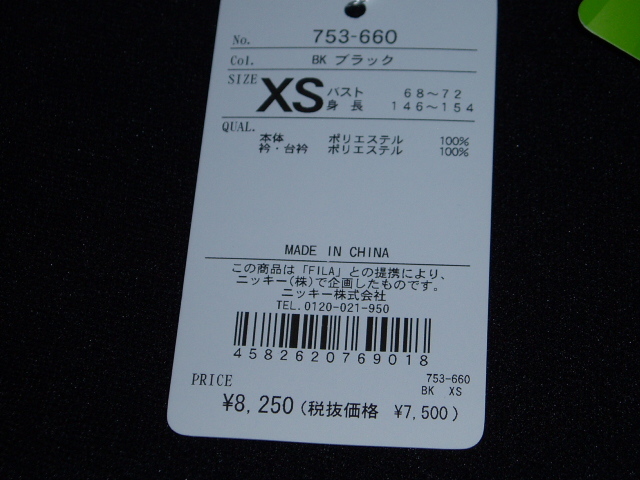 No. 753-660
Col. BK ブラック
SIZE XS バスト 68～72
身長 146～154
QUAL.
本体 ポリエステル 100%
衿・台衿 ポリエステル 100%
MADE IN CHINA
この商品は「FILA」との提携により、
ニッキー(株)で企画したものです。
ニッキー株式会社
TEL.0120-021-950
4582620769018
PRICE 753-660
BK XS
¥8,250(税抜価格 ¥7,500)